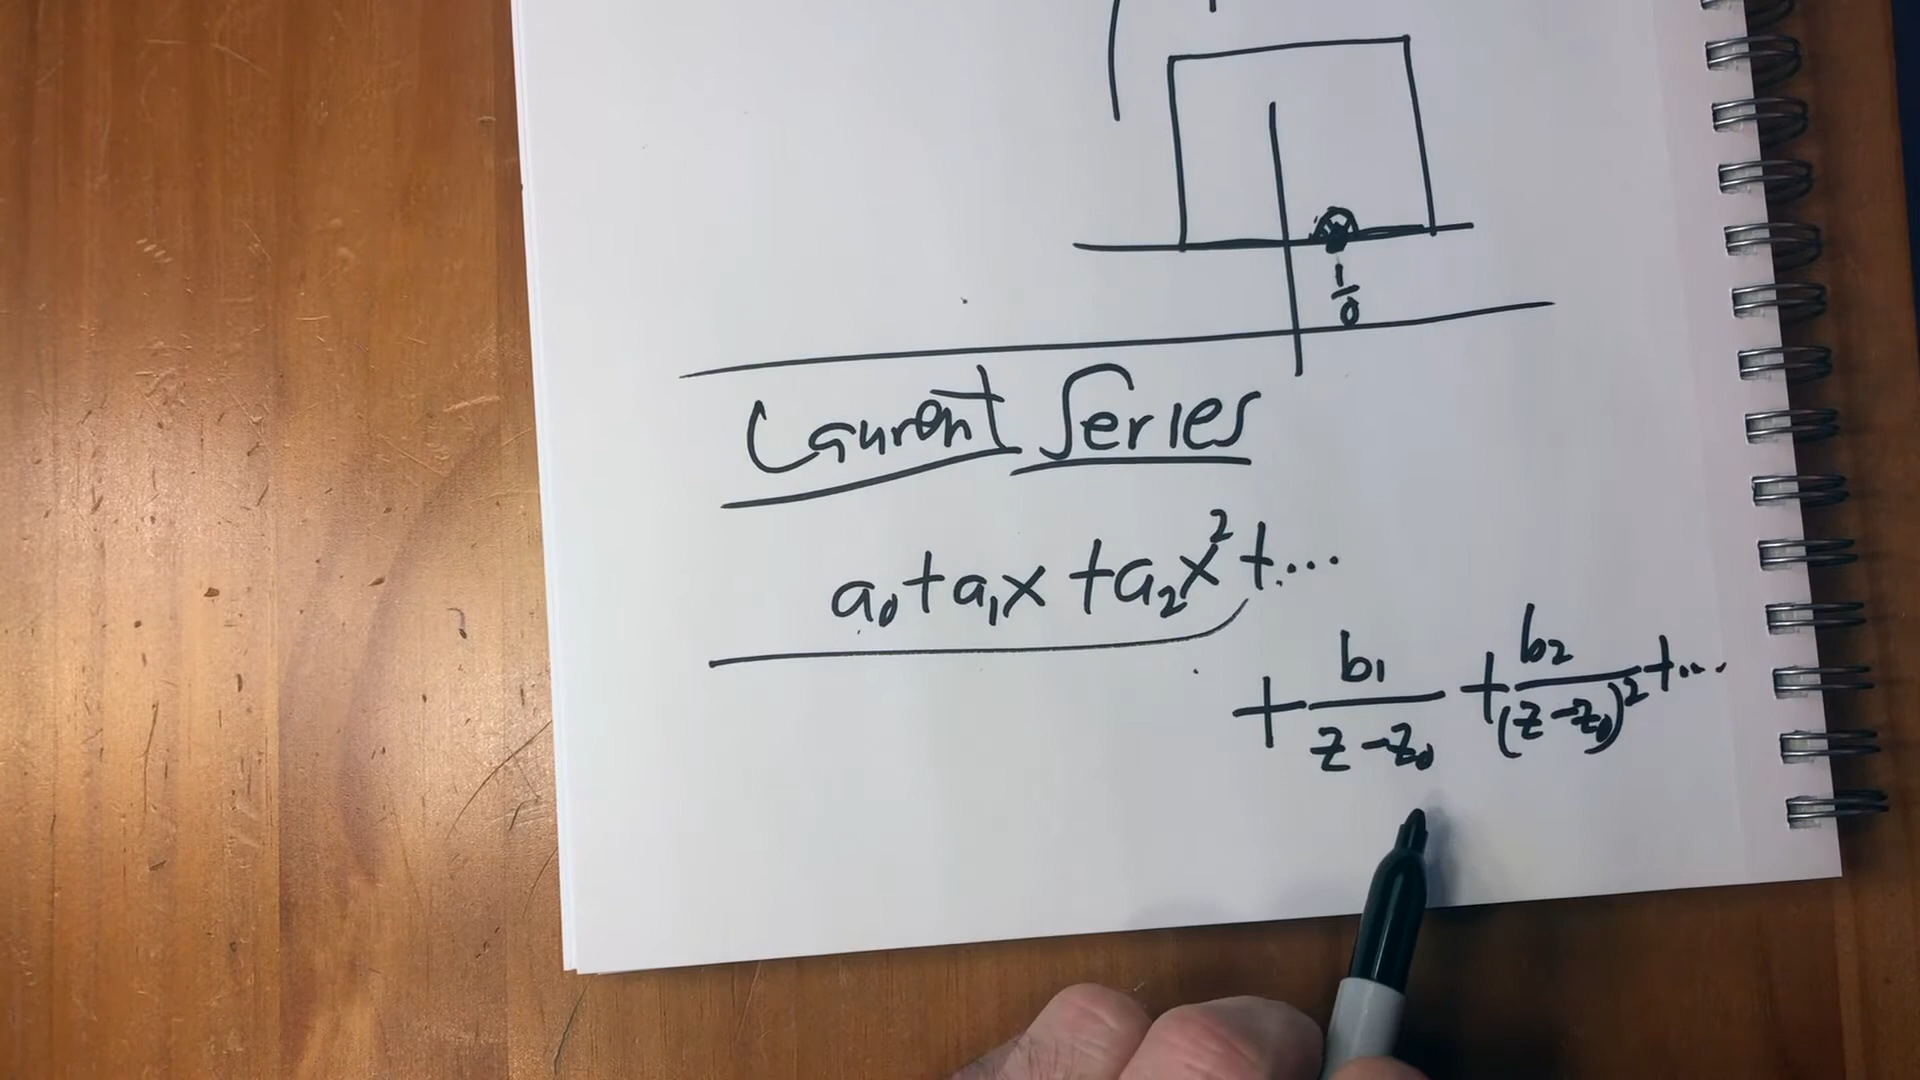 1/0
Laurent Series
a₀+a₁x+a₂x²+...
+ b₁/(z-z₀) + b₂/(z-z₀)² + ...